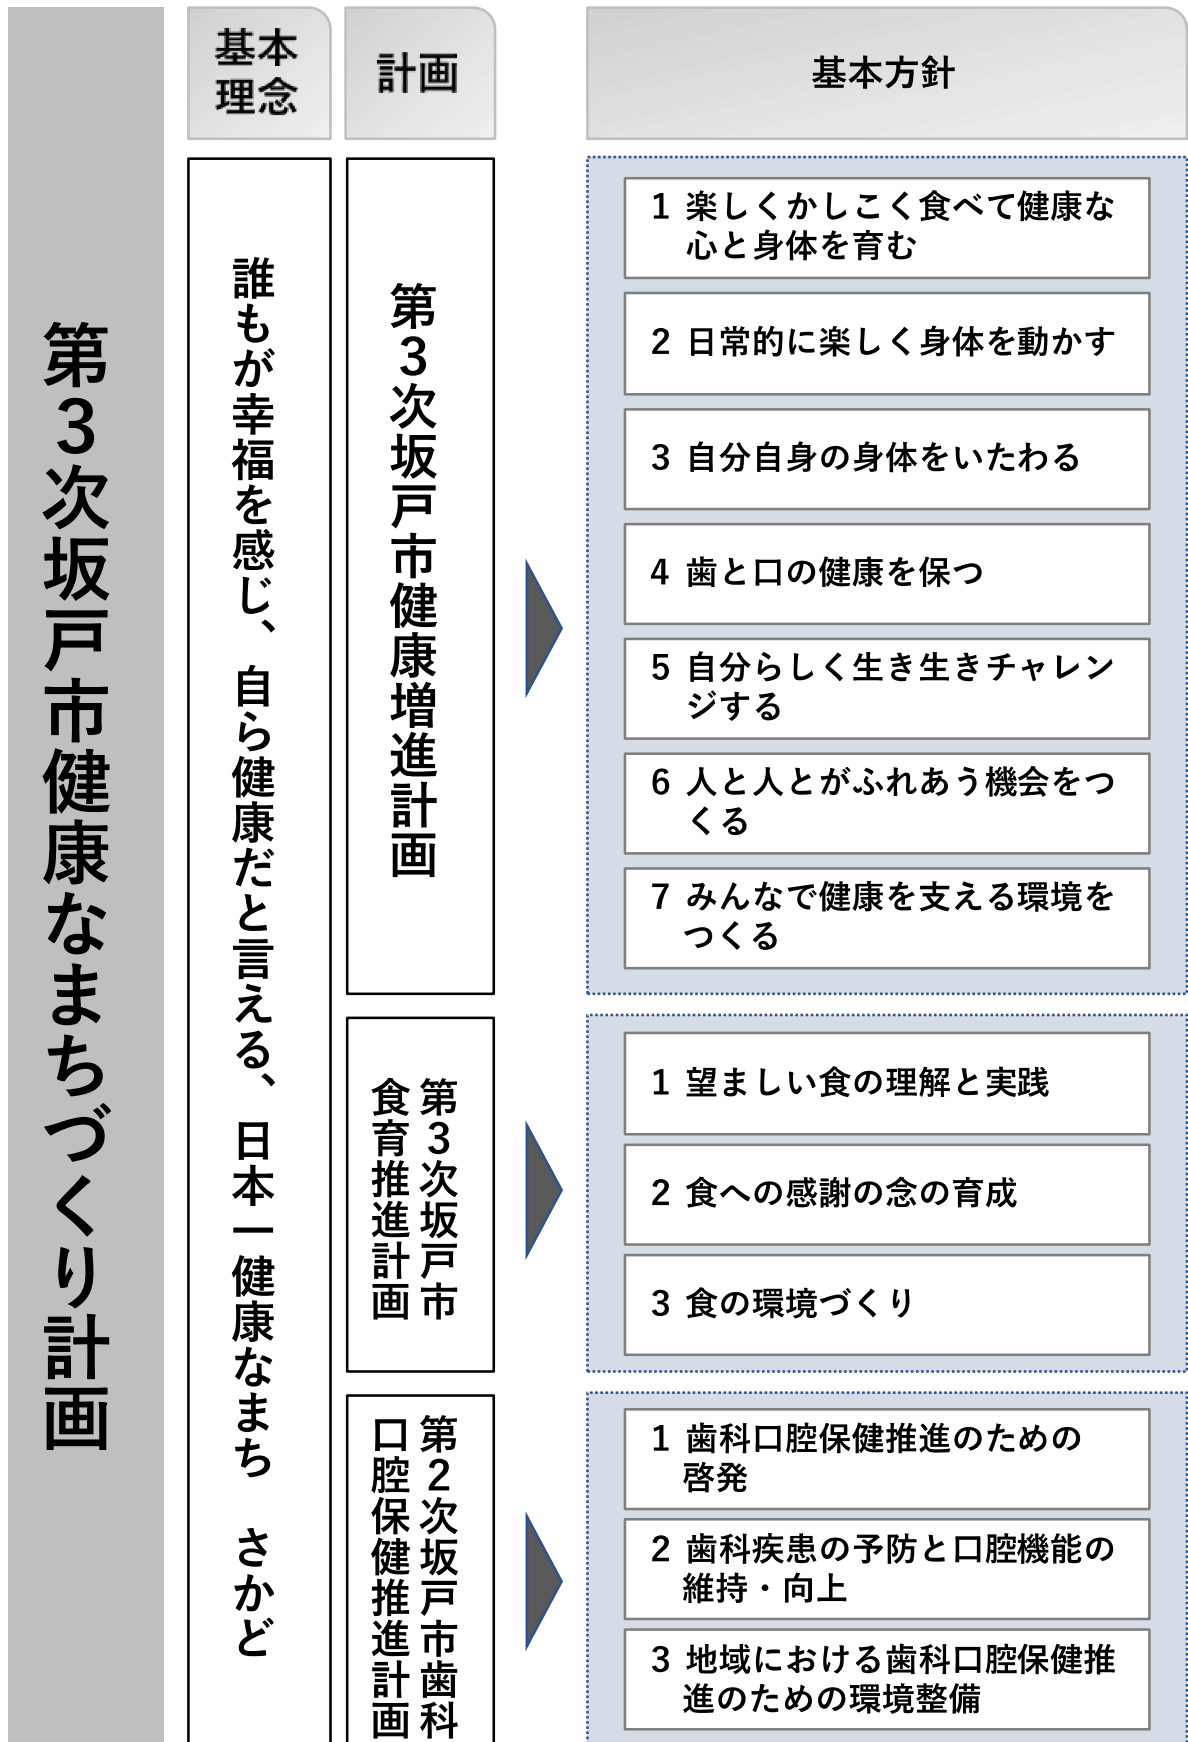 第3次坂戸市健康なまちづくり計画
基本
理念
計画
基本方針
誰もが幸福を感じ、自ら健康だと言える、日本一健康なまち　さかど
第3次坂戸市健康増進計画
1 楽しくかしこく食べて健康な
心と身体を育む
2 日常的に楽しく身体を動かす
3 自分自身の身体をいたわる
4 歯と口の健康を保つ
5 自分らしく生き生きチャレン
ジする
6 人と人とがふれあう機会をつ
くる
7 みんなで健康を支える環境を
つくる
第3次坂戸市
食育推進計画
1 望ましい食の理解と実践
2 食への感謝の念の育成
3 食の環境づくり
第2次坂戸市歯科
口腔保健推進計画
1 歯科口腔保健推進のための
啓発
2 歯科疾患の予防と口腔機能の
維持・向上
3 地域における歯科口腔保健推
進のための環境整備